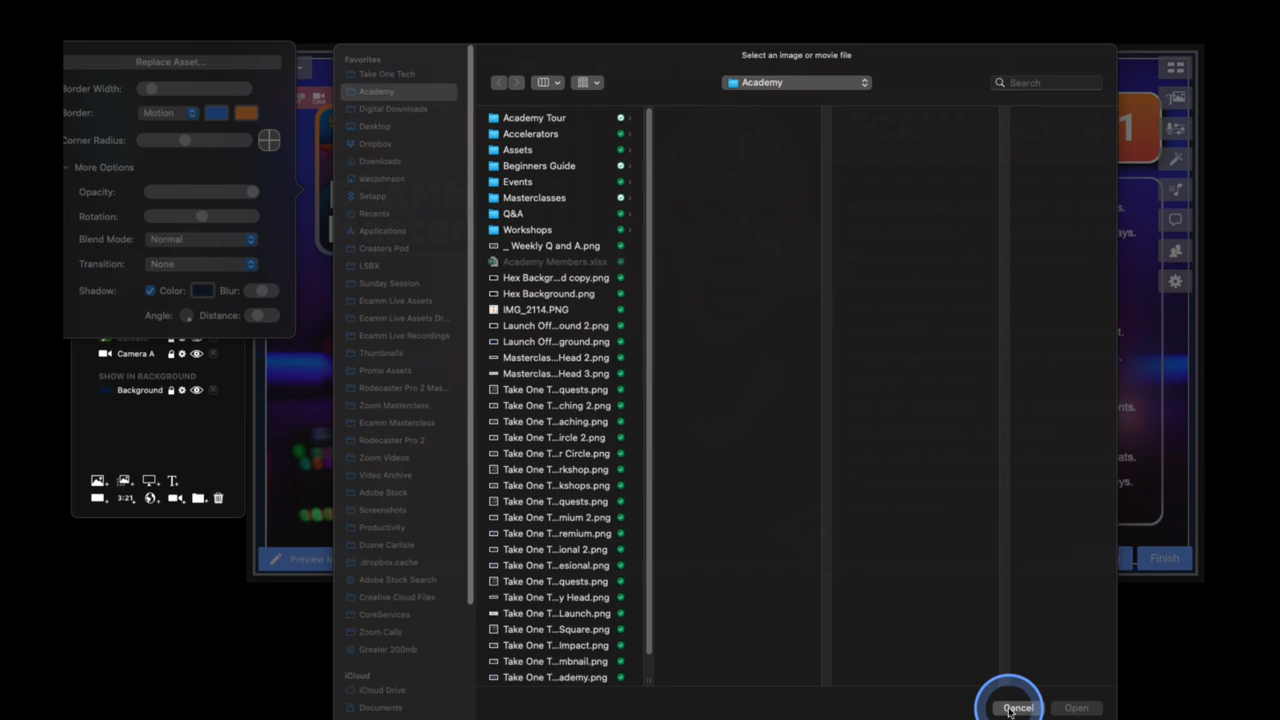 Replace Asset...
Border Width:
Border: Motion
Corner Radius:
More Options
Opacity:
Rotation:
Blend Mode: Normal
Transition: None
Shadow: Color: Blur:
Angle: Distance:
Camera A
SHOW IN BACKGROUND
Background
3:21
Preview
Select an image or movie file
Academy
Search
Favorites
Take One Tech
Academy
Digital Downloads
Desktop
Dropbox
Downloads
alecjohnson
Setapp
Recents
Applications
Creators Pod
LSBX
Sunday Session
Ecamm Live Assets
Ecamm Live Assets Dr...
Ecamm Live Recordings
Thumbnails
Promo Assets
Rodecaster Pro 2 Mas...
Zoom Masterclass
Ecamm Masterclass
Rodecaster Pro 2
Zoom Videos
Video Archive
Adobe Stock
Screenshots
Productivity
Duane Carlisle
.dropbox.cache
Adobe Stock Search
Creative Cloud Files
CoreServices
Zoom Calls
Greater 200mb
iCloud
iCloud Drive
Documents
Academy Tour
Accelerators
Assets
Beginners Guide
Events
Masterclasses
Q&A
Workshops
_ Weekly Q and A.png
Academy Members.xlsx
Hex Backgr...d copy.png
Hex Background.png
IMG_2114.PNG
Launch Off...ound 2.png
Launch Off...ground.png
Masterclas...Head 2.png
Masterclas...Head 3.png
Take One T...quests.png
Take One T...ching 2.png
Take One T...aching.png
Take One T...ircle 2.png
Take One T...r Circle.png
Take One T...rkshop.png
Take One T...kshops.png
Take One T...quests.png
Take One T...mium 2.png
Take One T...remium.png
Take One T...ional 2.png
Take One T...esional.png
Take One T...quests.png
Take One T...y Head.png
Take One T...Launch.png
Take One T...Square.png
Take One T...Impact.png
Take One T...mbnail.png
Take One T...ademy.png
Cancel
Open
1
Finish